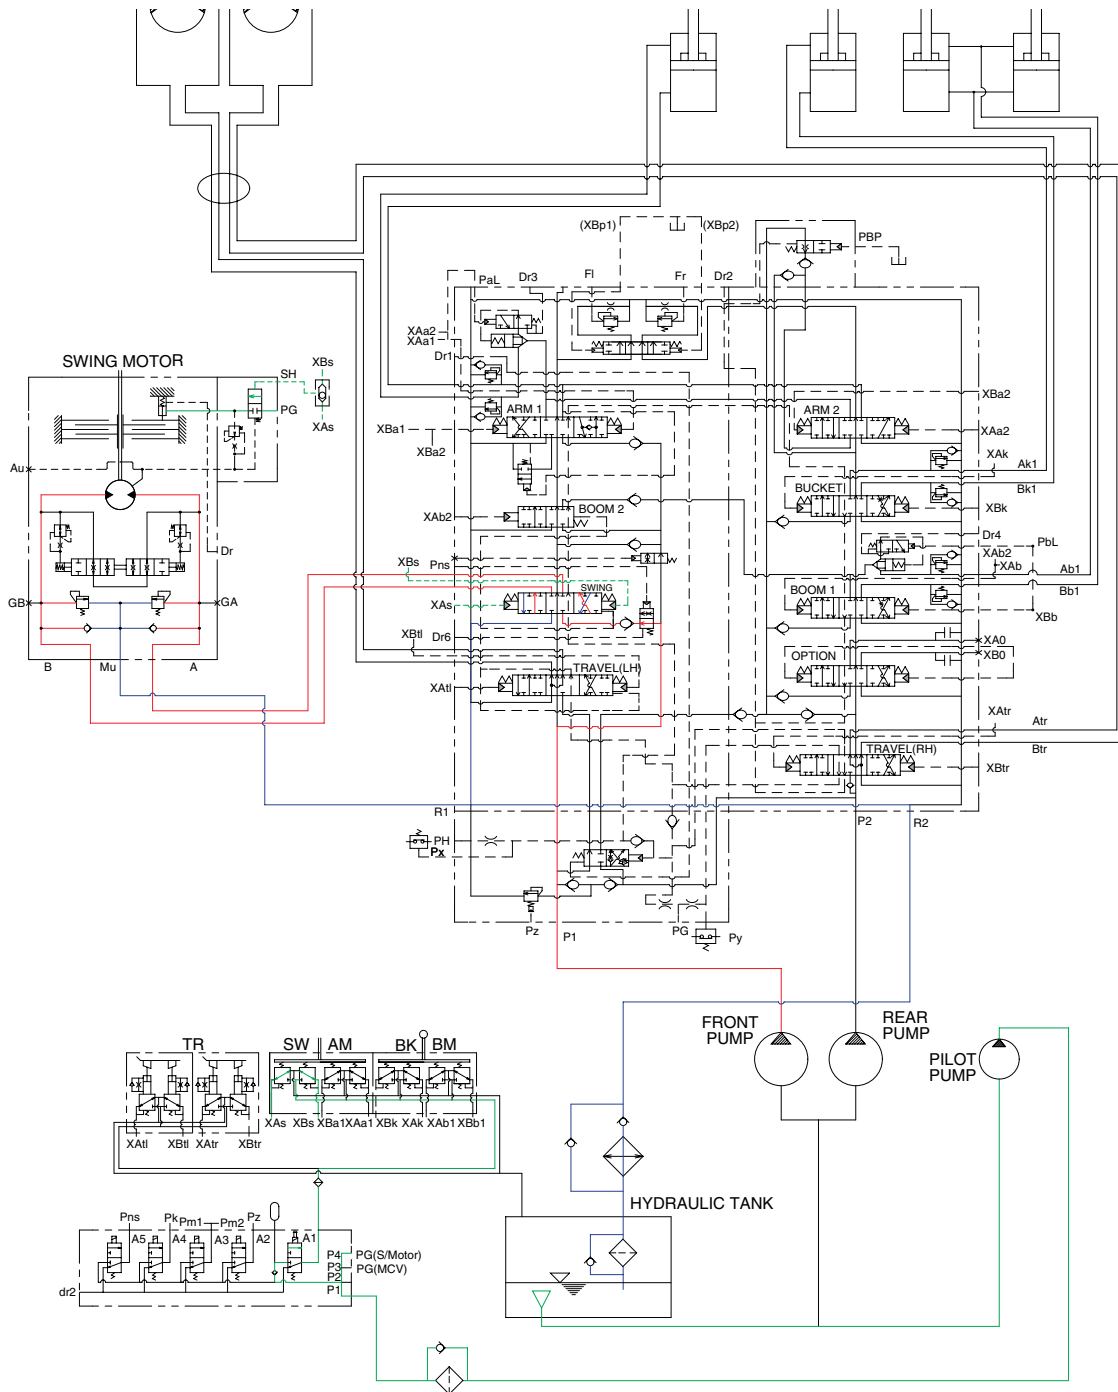 (XBp1)
(XBp2)
PBP
PaL
Dr3
Fl
Fr
Dr2
XAa2
XAa1
Dr1
SWING MOTOR
XBs
SH
PG
XAs
Au
Dr
GB
GA
B
Mu
A
ARM 1
XBa1
XBa2
XAb2
BOOM 2
Pns
XBs
SWING
XAs
Dr6
XBtl
TRAVEL(LH)
XAtl
ARM 2
XBa2
XAa2
XAk
Ak1
BUCKET
Bk1
XBk
Dr4
PbL
XAb2
XAb
Ab1
BOOM 1
Bb1
XBb
XA0
OPTION
XB0
XAtr
Atr
TRAVEL(RH)
Btr
XBtr
R1
P2
R2
PH
Px
Pz
P1
PG
Py
FRONT
PUMP
REAR
PUMP
PILOT
PUMP
TR
SW
AM
BK
BM
XAtl
XBtl
XAtr
XBtr
XAs
XBs
XBa1
XAa1
XBk
XAk
XAb1
XBb1
HYDRAULIC TANK
Pns
Pk
Pm1
Pm2
Pz
A5
A4
A3
A2
A1
P4
PG(S/Motor)
P3
PG(MCV)
P2
P1
dr2